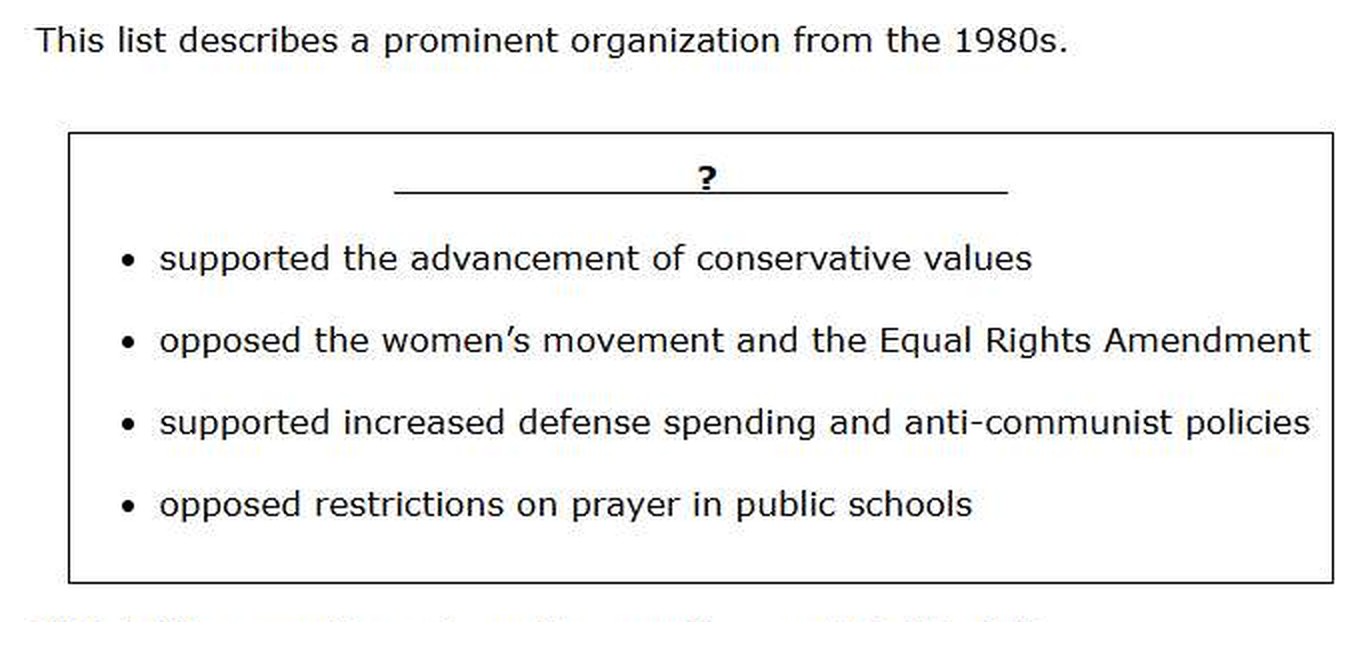 This list describes a prominent organization from the 1980s.
?
• supported the advancement of conservative values
• opposed the women’s movement and the Equal Rights Amendment
• supported increased defense spending and anti-communist policies
• opposed restrictions on prayer in public schools